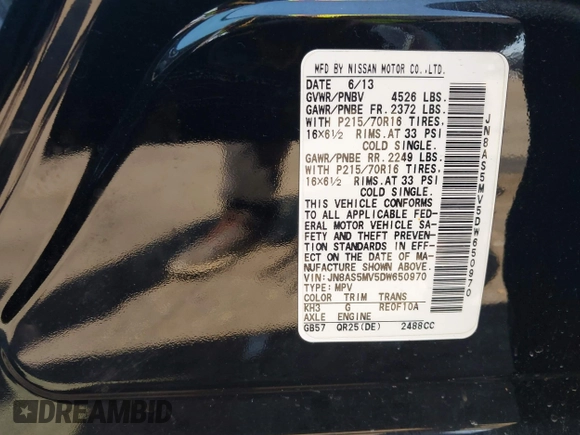 MFD BY NISSAN MOTOR CO.,LTD.
DATE 6/13
GVWR/PNBV 4526 LBS.
GAWR/PNBE FR. 2372 LBS.
WITH P215/70R16 TIRES.
16X6½ RIMS. AT 33 PSI
COLD SINGLE.
GAWR/PNBE RR. 2249 LBS.
WITH P215/70R16 TIRES.
16X6½ RIMS. AT 33 PSI
COLD SINGLE.
THIS VEHICLE CONFORMS
TO ALL APPLICABLE FED-
ERAL MOTOR VEHICLE SA-
FETY AND THEFT PREVEN-
TION STANDARDS IN EFF-
ECT ON THE DATE OF MA-
NUFACTURE SHOWN ABOVE.
VIN: JN8AS5MV5DW650970
TYPE: MPV
COLOR TRIM TRANS
KH3 G RE0F10A
AXLE ENGINE
GB57 QR25(DE) 2488CC
JN8AS5MV5DW650970
DREAMBID